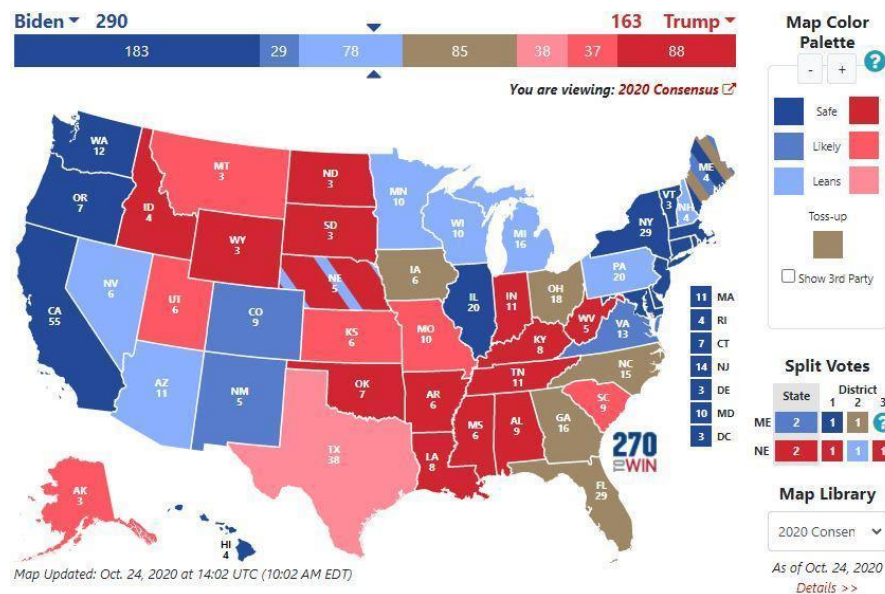 Biden 290
163 Trump
183 29 78 85 38 37 88
You are viewing: 2020 Consensus
WA
12
OR
7
CA
55
NV
6
ID
4
MT
3
WY
3
UT
6
AZ
11
CO
9
NM
5
ND
3
SD
3
NE
5
KS
6
OK
7
TX
38
MN
10
IA
6
MO
10
AR
6
LA
8
WI
10
IL
20
MI
16
IN
11
OH
18
KY
8
TN
11
MS
6
AL
9
GA
16
FL
29
SC
9
NC
15
VA
13
WV
5
PA
20
NY
29
VT
3
NH
4
ME
4
AK
3
HI
4
11 MA
4 RI
7 CT
14 NJ
3 DE
10 MD
3 DC
270
TO WIN
Map Updated: Oct. 24, 2020 at 14:02 UTC (10:02 AM EDT)
Map Color
Palette
- + ?
Safe
Likely
Leans
Toss-up
Show 3rd Party
Split Votes
State District
1 2 3
ME 2 1 1 ?
NE 2 1 1 1
Map Library
2020 Consen
As of Oct. 24, 2020
Details >>